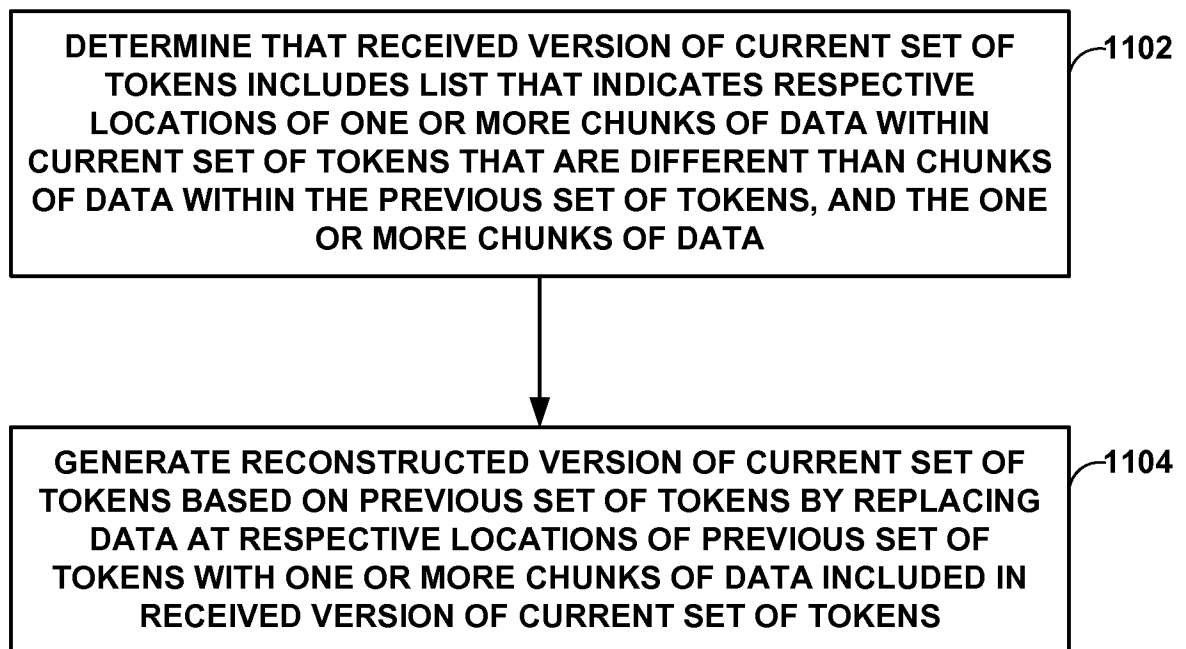 DETERMINE THAT RECEIVED VERSION OF CURRENT SET OF
TOKENS INCLUDES LIST THAT INDICATES RESPECTIVE
LOCATIONS OF ONE OR MORE CHUNKS OF DATA WITHIN
CURRENT SET OF TOKENS THAT ARE DIFFERENT THAN CHUNKS
OF DATA WITHIN THE PREVIOUS SET OF TOKENS, AND THE ONE
OR MORE CHUNKS OF DATA
1102
GENERATE RECONSTRUCTED VERSION OF CURRENT SET OF
TOKENS BASED ON PREVIOUS SET OF TOKENS BY REPLACING
DATA AT RESPECTIVE LOCATIONS OF PREVIOUS SET OF
TOKENS WITH ONE OR MORE CHUNKS OF DATA INCLUDED IN
RECEIVED VERSION OF CURRENT SET OF TOKENS
1104